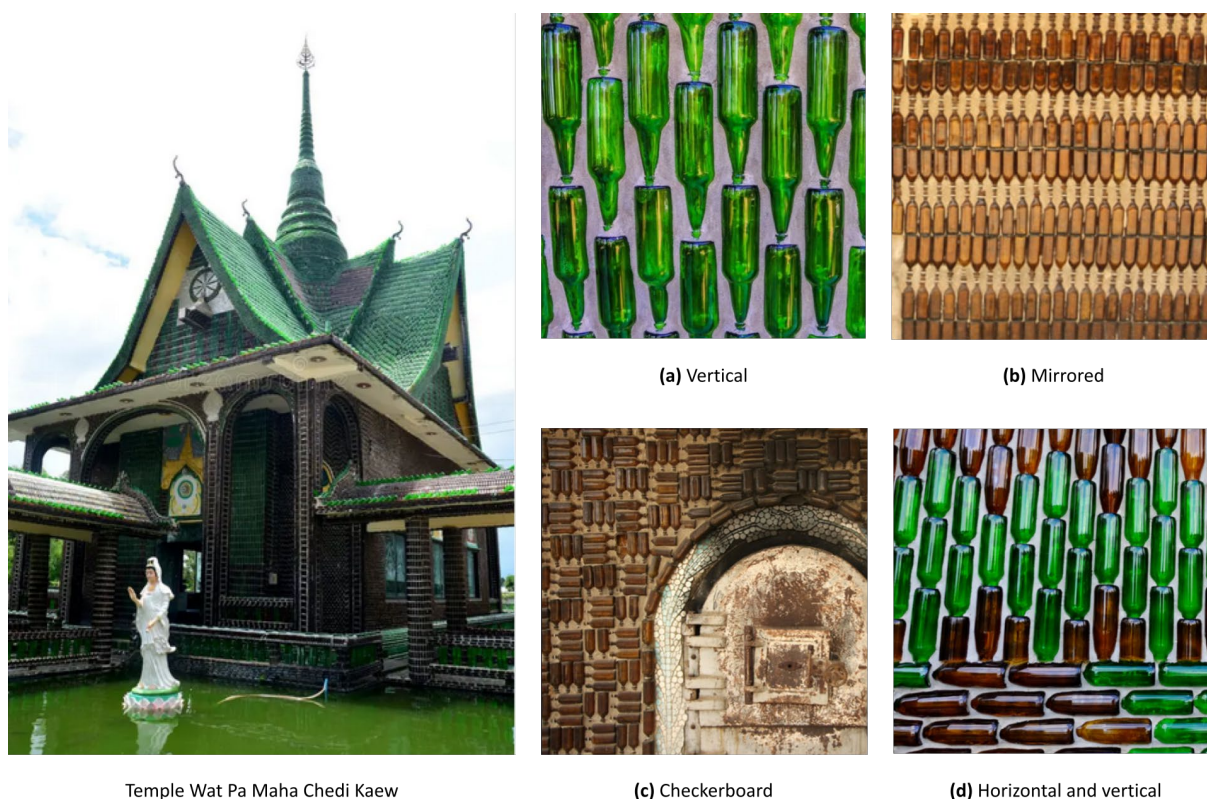 (a) Vertical
(b) Mirrored
Temple Wat Pa Maha Chedi Kaew
(c) Checkerboard
(d) Horizontal and vertical